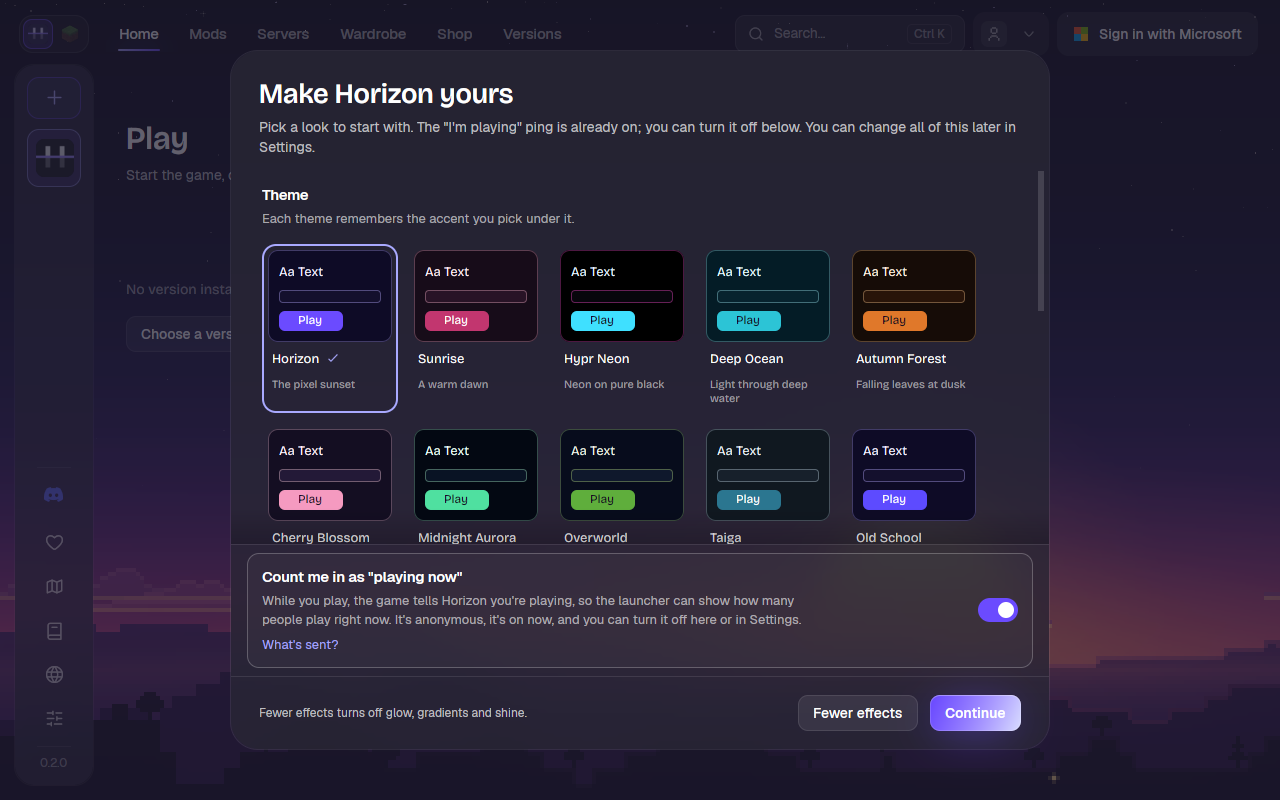 Home Mods Servers Wardrobe Shop Versions Search... Ctrl K Sign in with Microsoft
Make Horizon yours
Pick a look to start with. The "I'm playing" ping is already on; you can turn it off below. You can change all of this later in
Settings.
Play
Start the game,
No version insta
Choose a vers
Theme
Each theme remembers the accent you pick under it.
Aa Text Aa Text Aa Text Aa Text Aa Text
Play Play Play Play Play
Horizon Sunrise Hypr Neon Deep Ocean Autumn Forest
The pixel sunset A warm dawn Neon on pure black Light through deep Falling leaves at dusk
water
Aa Text Aa Text Aa Text Aa Text Aa Text
Play Play Play Play Play
Cherry Blossom Midnight Aurora Overworld Taiga Old School
Count me in as "playing now"
While you play, the game tells Horizon you're playing, so the launcher can show how many
people play right now. It's anonymous, it's on now, and you can turn it off here or in Settings.
What's sent?
Fewer effects turns off glow, gradients and shine. Fewer effects Continue
0.2.0